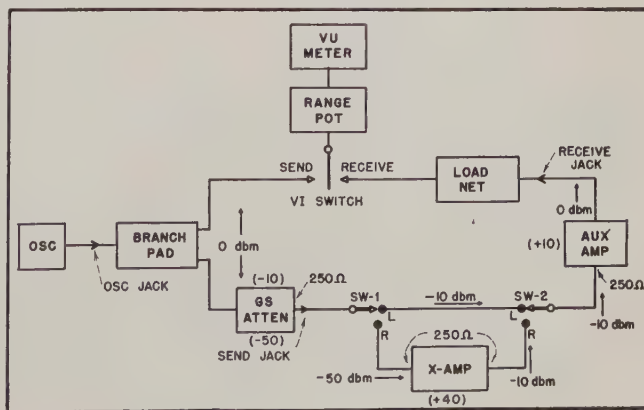 VU
METER
RANGE
POT
SEND
RECEIVE
VI SWITCH
LOAD
NET
RECEIVE
JACK
0 dbm
OSC
OSC JACK
BRANCH
PAD
0 dbm
(+10)
AUX
AMP
250Ω
-10 dbm
(-10)
250Ω
GS
ATTEN
(-50)
SEND JACK
SW-1
L
R
-10 dbm
SW-2
L
R
250Ω
-50 dbm
X-AMP
-10 dbm
(+40)